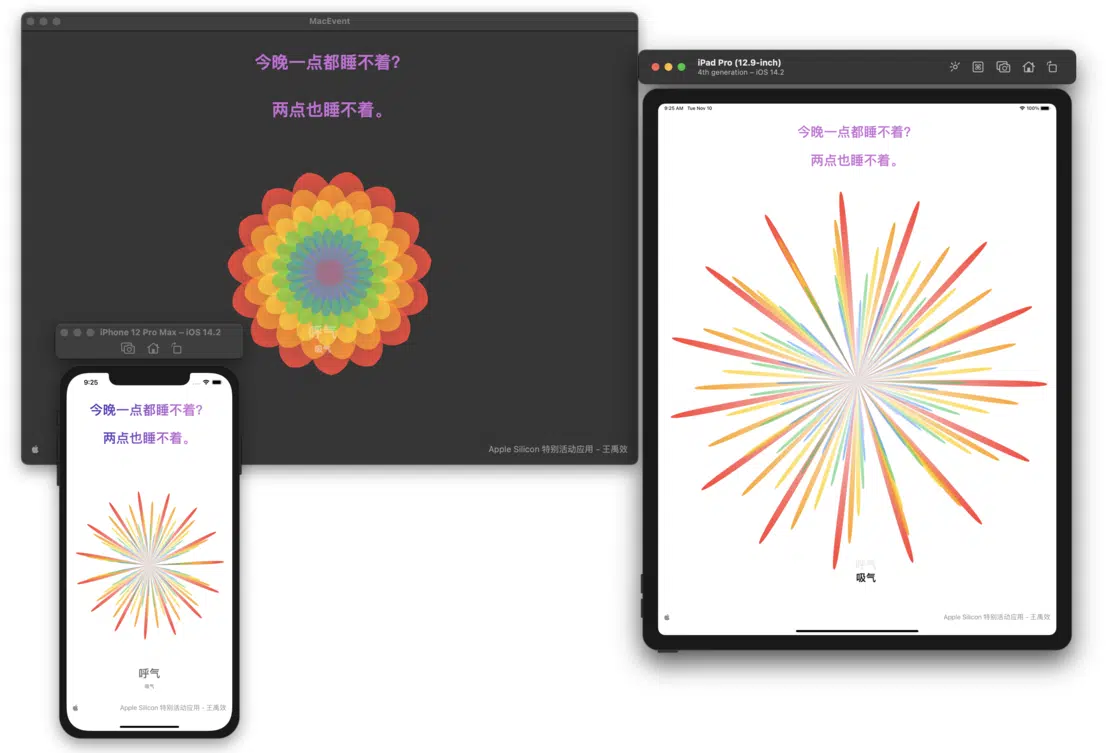 MacEvent
今晚一点都睡不着?
两点也睡不着。
呼气
吸气
Apple Silicon 特别活动应用 - 王禹效
iPhone 12 Pro Max – iOS 14.2
9:25
今晚一点都睡不着?
两点也睡不着。
呼气
吸气
Apple Silicon 特别活动应用 - 王禹效
iPad Pro (12.9-inch)
4th generation – iOS 14.2
9:25 AM Tue Nov 10
100%
今晚一点都睡不着?
两点也睡不着。
呼气
吸气
Apple Silicon 特别活动应用 - 王禹效